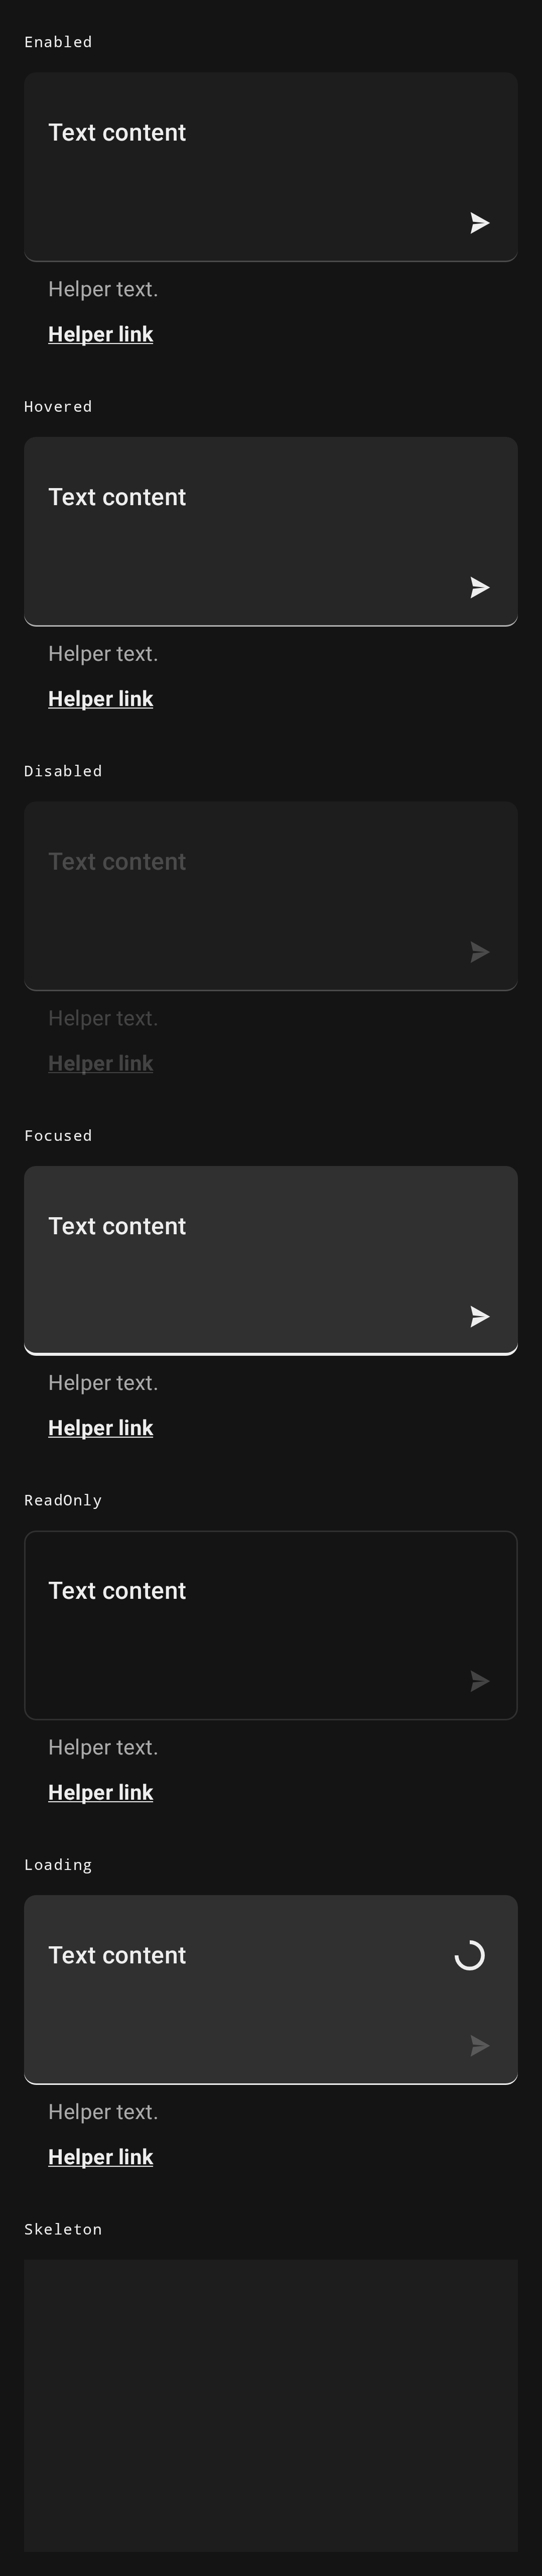 Enabled
Text content
Helper text.
Helper link
Hovered
Text content
Helper text.
Helper link
Disabled
Text content
Helper text.
Helper link
Focused
Text content
Helper text.
Helper link
ReadOnly
Text content
Helper text.
Helper link
Loading
Text content
Helper text.
Helper link
Skeleton